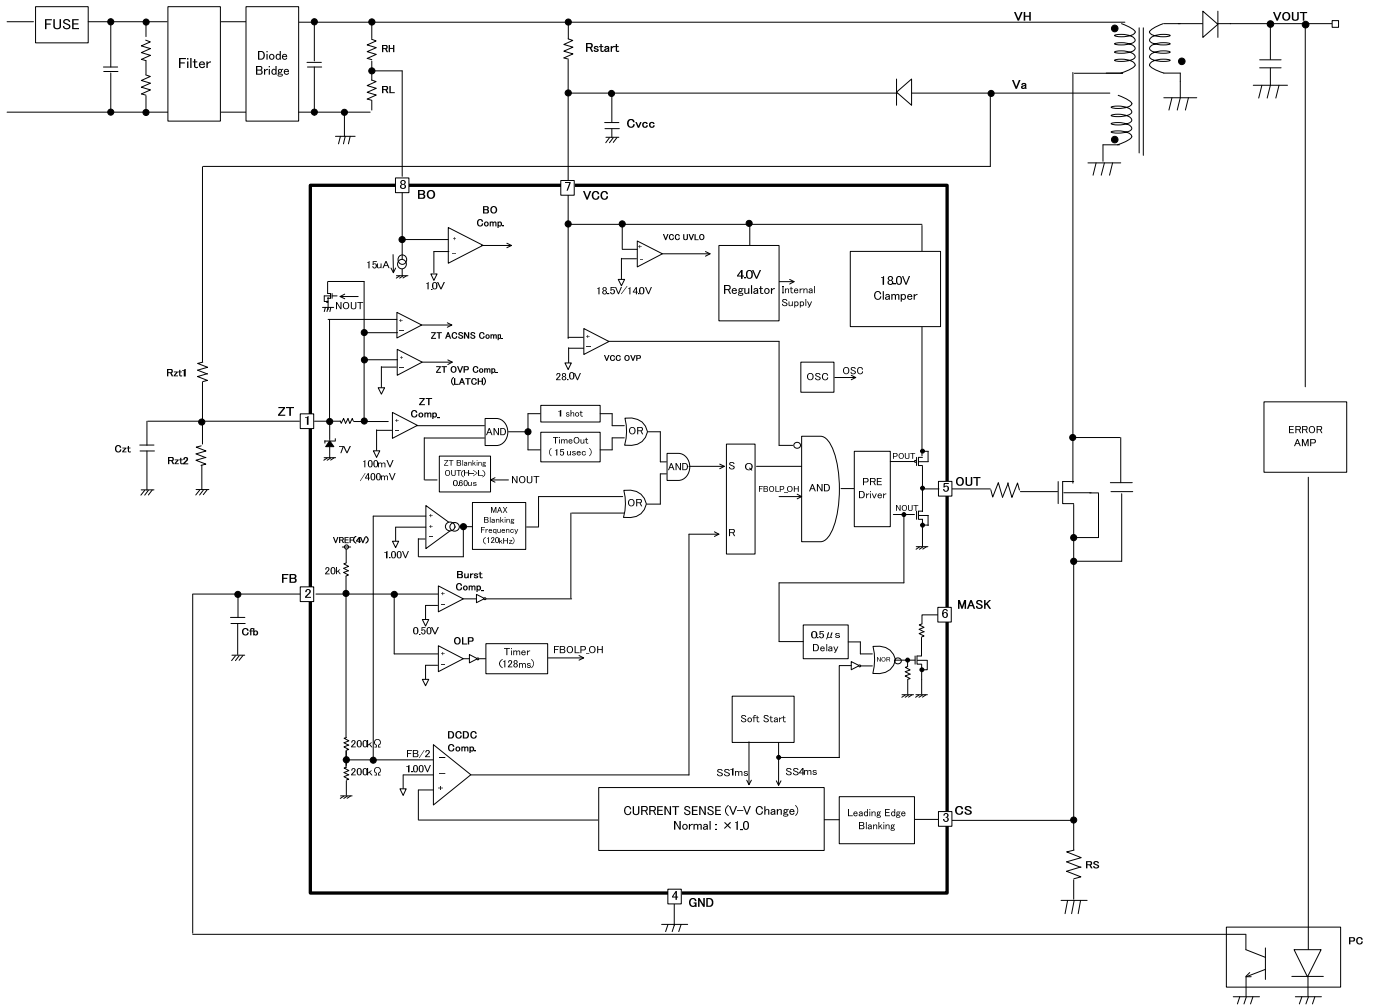 FUSE
Filter
Diode
Bridge
RH
RL
Rstart
VH
VOUT
Va
Cvcc
8
BO
7
VCC
BO
Comp.
15uA
1.0V
VCC UVLO
18.5V/14.0V
4.0V
Regulator
Internal
Supply
18.0V
Clamper
NOUT
ZT ACSNS Comp.
ZT OVP Comp.
(LATCH)
VCC OVP
28.0V
OSC
OSC
Rzt1
ZT
1
Czt
Rzt2
7V
ZT
Comp.
100mV
/400mV
AND
1 shot
TimeOut
( 15 usec )
OR
ZT Blanking
OUT(H->L)
0.60us
NOUT
AND
OR
S
Q
R
FBOLP_OH
AND
PRE
Driver
POUT
NOUT
5
OUT
ERROR
AMP
1.00V
MAX
Blanking
Frequency
(120kHz)
VREF(4V)
20k
FB
2
Cfb
Burst
Comp.
0.50V
OLP
Timer
(128ms)
FBOLP_OH
6
MASK
0.5μs
Delay
NOR
Soft Start
SS1ms
SS4ms
200kΩ
200kΩ
FB/2
1.00V
DCDC
Comp.
CURRENT SENSE (V-V Change)
Normal : ×1.0
Leading Edge
Blanking
3
CS
RS
4
GND
PC